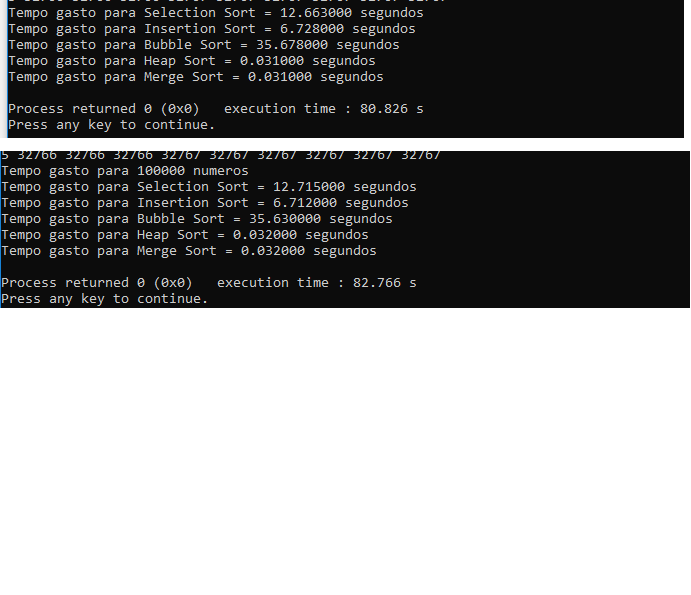 Tempo gasto para Selection Sort = 12.663000 segundos
Tempo gasto para Insertion Sort = 6.728000 segundos
Tempo gasto para Bubble Sort = 35.678000 segundos
Tempo gasto para Heap Sort = 0.031000 segundos
Tempo gasto para Merge Sort = 0.031000 segundos
Process returned 0 (0x0)   execution time : 80.826 s
Press any key to continue.
5 32766 32766 32766 32767 32767 32767 32767 32767 32767
Tempo gasto para 100000 numeros
Tempo gasto para Selection Sort = 12.715000 segundos
Tempo gasto para Insertion Sort = 6.712000 segundos
Tempo gasto para Bubble Sort = 35.630000 segundos
Tempo gasto para Heap Sort = 0.032000 segundos
Tempo gasto para Merge Sort = 0.032000 segundos
Process returned 0 (0x0)   execution time : 82.766 s
Press any key to continue.